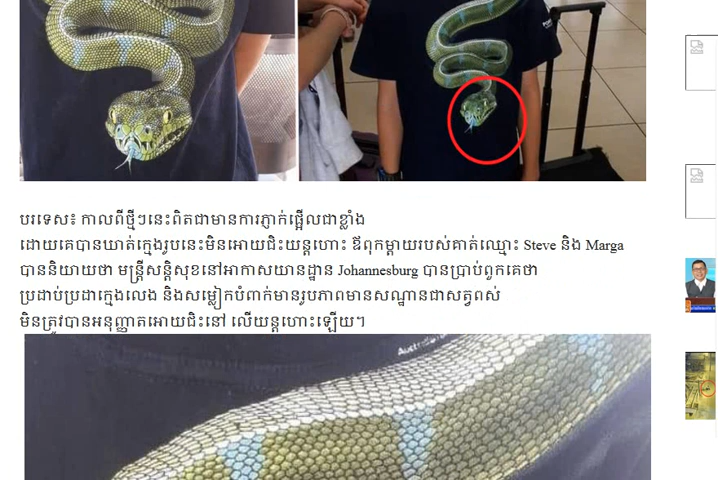 បរទេស៖ កាលពីថ្មីៗនេះពិតជាមានការភ្ញាក់ផ្អើលជាខ្លាំង
ដោយគេបានឃាត់ក្មេងរូបនេះមិនអោយជិះយន្តហោះ ឪពុកម្តាយរបស់គាត់ឈ្មោះ Steve និង Marga
បាននិយាយថា មន្ត្រីសន្តិសុខនៅអាកាសយានដ្ឋាន Johannesburg បានប្រាប់ពួកគេថា
ប្រដាប់ប្រដាក្មេងលេង និងសម្លៀកបំពាក់មានរូបភាពមានសណ្ឋានជាសត្វពស់
មិនត្រូវបានអនុញ្ញាតអោយជិះនៅ លើយន្តហោះឡើយ។